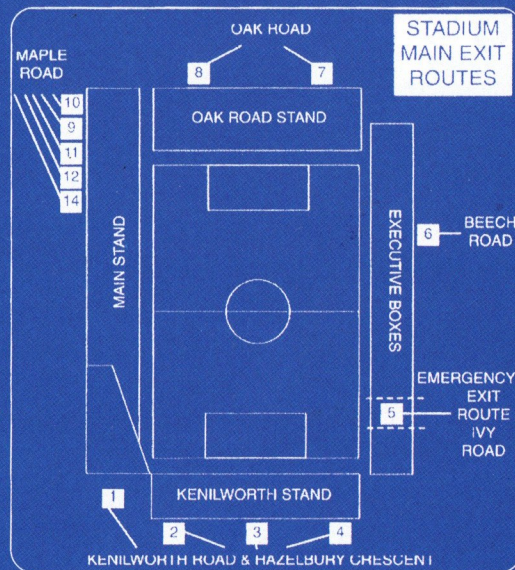 STADIUM
MAIN EXIT
ROUTES
OAK ROAD
8
7
MAPLE
ROAD
10
9
11
12
14
OAK ROAD STAND
MAIN STAND
EXECUTIVE BOXES
6
BEECH
ROAD
5
EMERGENCY
EXIT
ROUTE
IVY
ROAD
KENILWORTH STAND
1
2
3
4
KENILWORTH ROAD & HAZELBURY CRESCENT